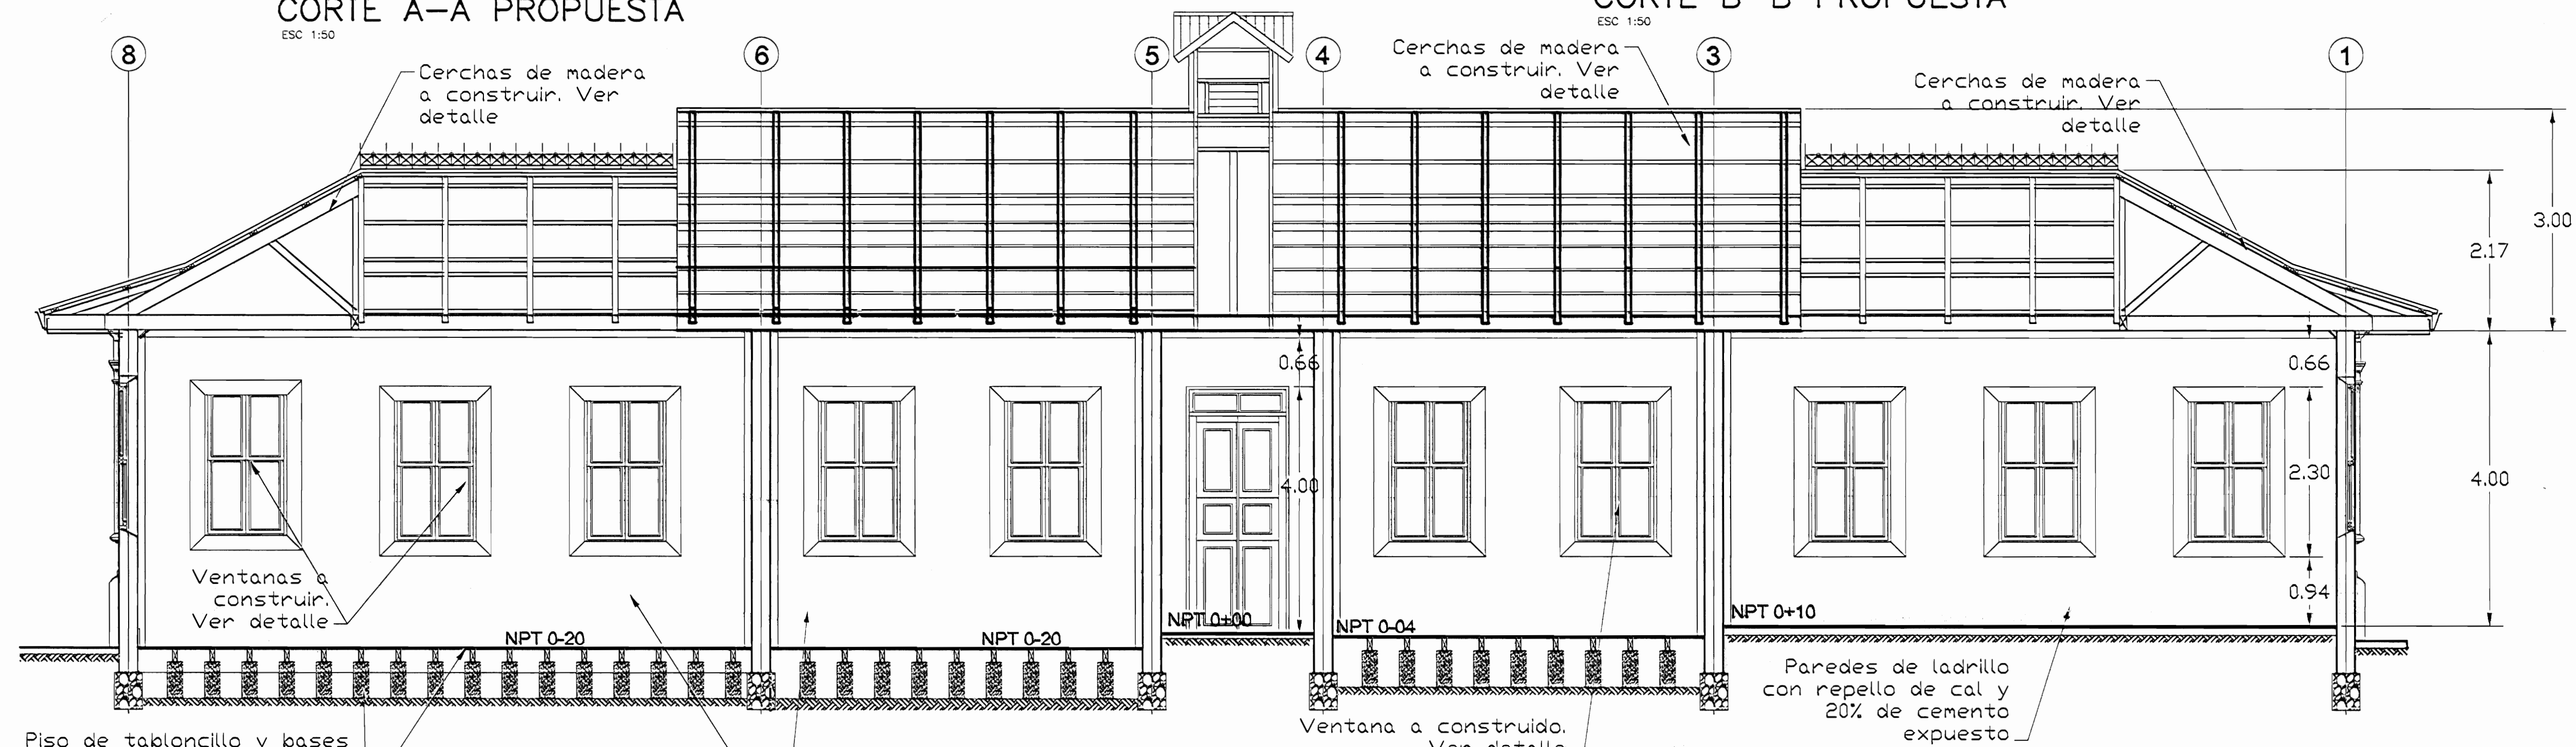 CORTE A-A PROPUESTA
ESC 1:50
CORTE B-B PROPUESTA
ESC 1:50
8
6
5
4
3
1
Cerchas de madera
a construir. Ver
detalle
Cerchas de madera
a construir. Ver
detalle
Cerchas de madera
a construir. Ver
detalle
3.00
2.17
0.66
0.66
4.00
2.30
4.00
0.94
Ventanas a
construir.
Ver detalle
NPT 0-20
NPT 0-20
NPT 0+00
NPT 0-04
NPT 0+10
Paredes de ladrillo
con repello de cal y
20% de cemento
expuesto
Piso de tabloncillo y bases
Ventana a construido.
Ver detalle